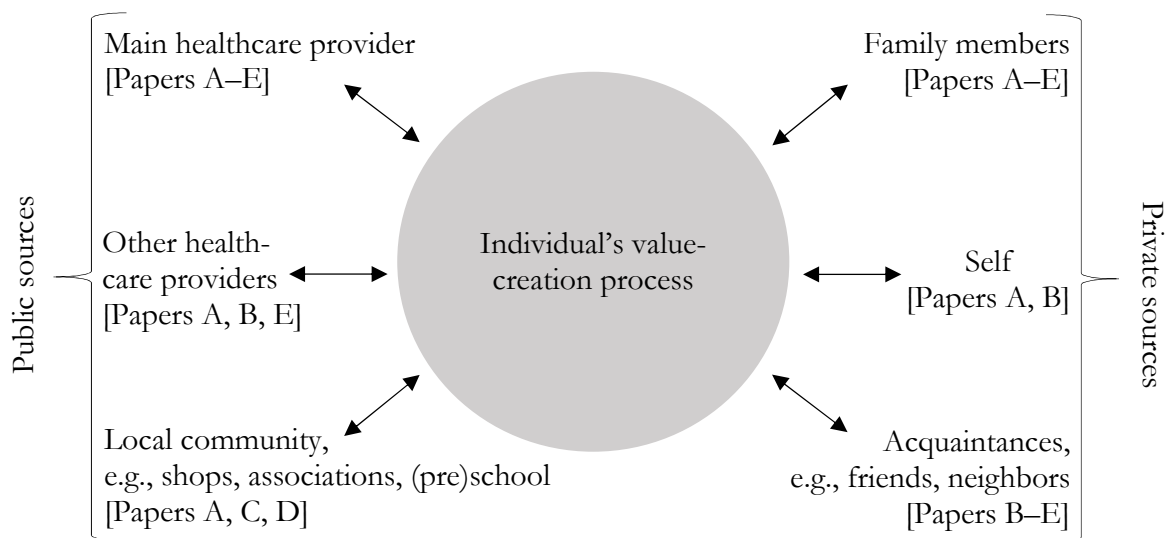 Public sources
Main healthcare provider
[Papers A–E]
Other health-
care providers
[Papers A, B, E]
Local community,
e.g., shops, associations, (pre)school
[Papers A, C, D]
Individual’s value-
creation process
Family members
[Papers A–E]
Self
[Papers A, B]
Acquaintances,
e.g., friends, neighbors
[Papers B–E]
Private sources